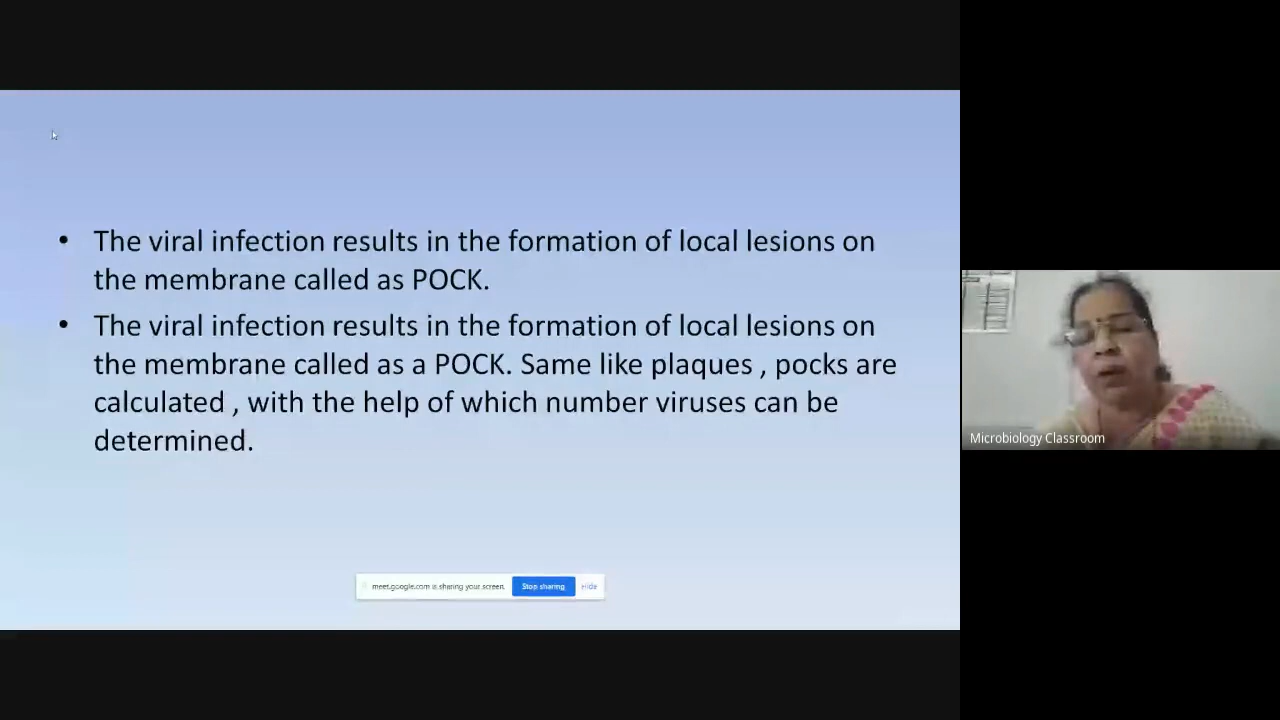 • The viral infection results in the formation of local lesions on
the membrane called as POCK.
• The viral infection results in the formation of local lesions on
the membrane called as a POCK. Same like plaques , pocks are
calculated , with the help of which number viruses can be
determined.
meet.google.com is sharing your screen. Stop sharing Hide
Microbiology Classroom